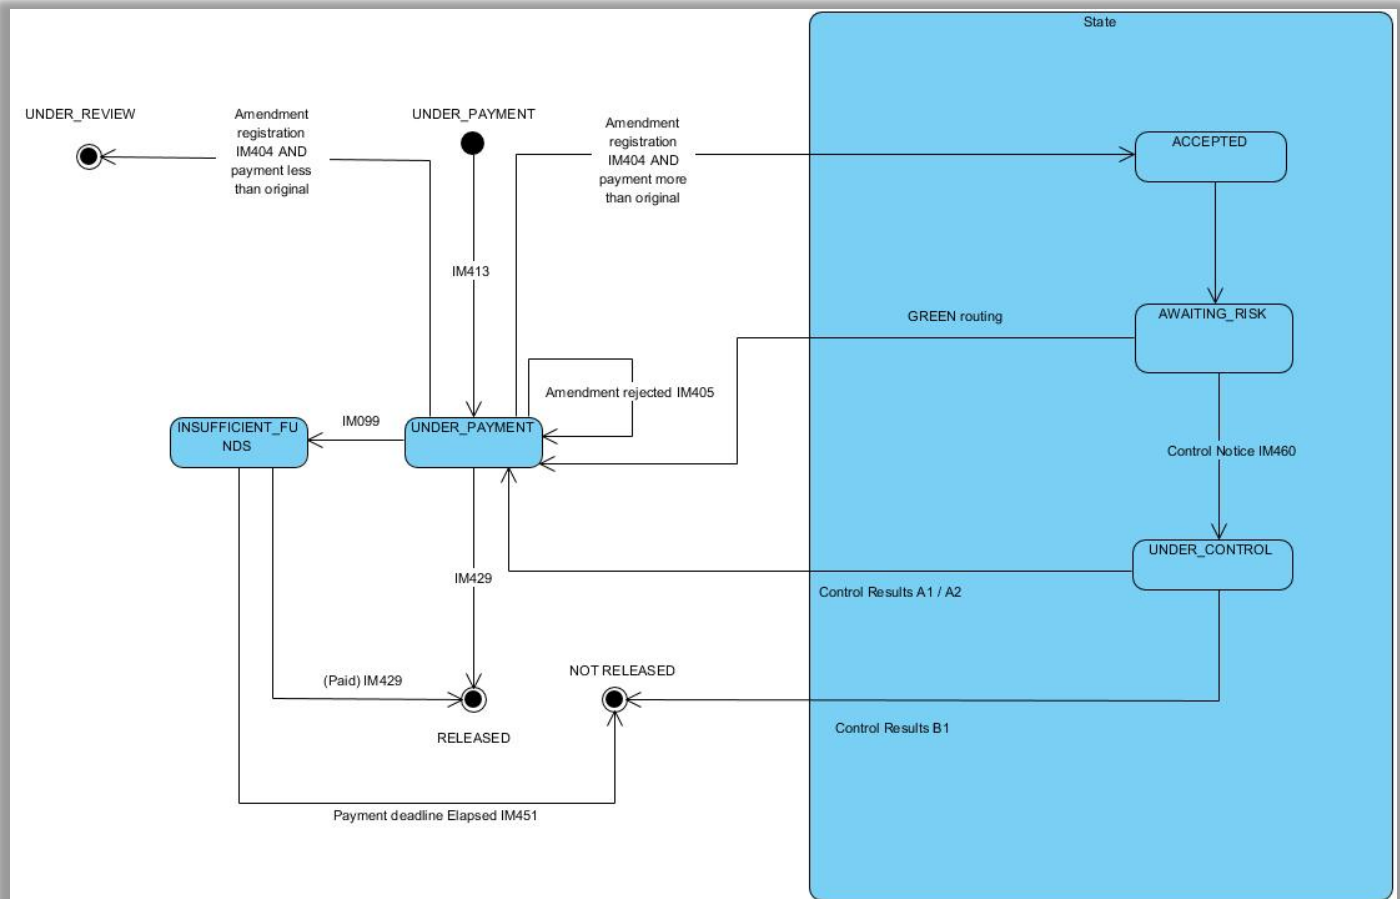 State
UNDER_REVIEW
Amendment
registration
IM404 AND
payment less
than original
UNDER_PAYMENT
Amendment
registration
IM404 AND
payment more
than original
ACCEPTED
IM413
GREEN routing
AWAITING_RISK
Amendment rejected IM405
INSUFFICIENT_FU
NDS
IM099
UNDER_PAYMENT
Control Notice IM460
UNDER_CONTROL
IM429
Control Results A1 / A2
(Paid) IM429
NOT RELEASED
RELEASED
Control Results B1
Payment deadline Elapsed IM451